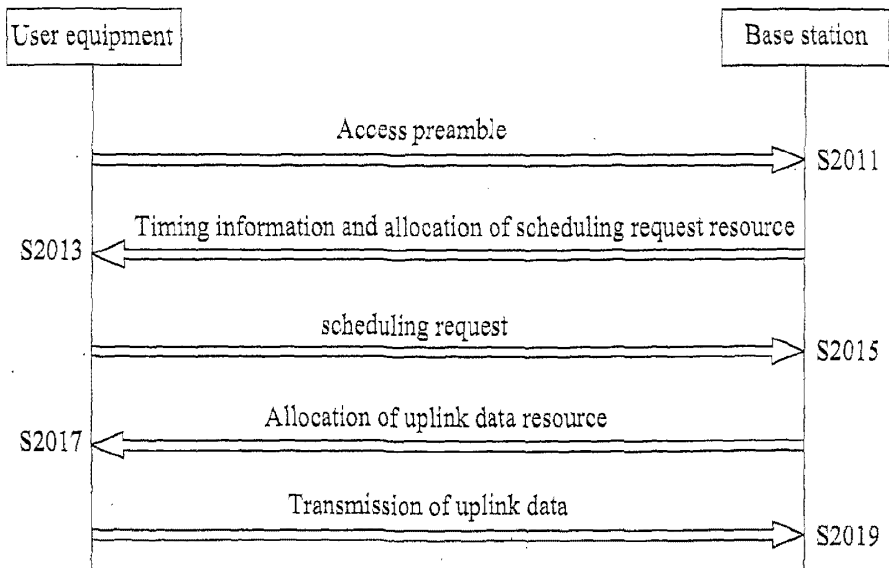 User equipment
Base station
Access preamble
S2011
Timing information and allocation of scheduling request resource
S2013
scheduling request
S2015
Allocation of uplink data resource
S2017
Transmission of uplink data
S2019